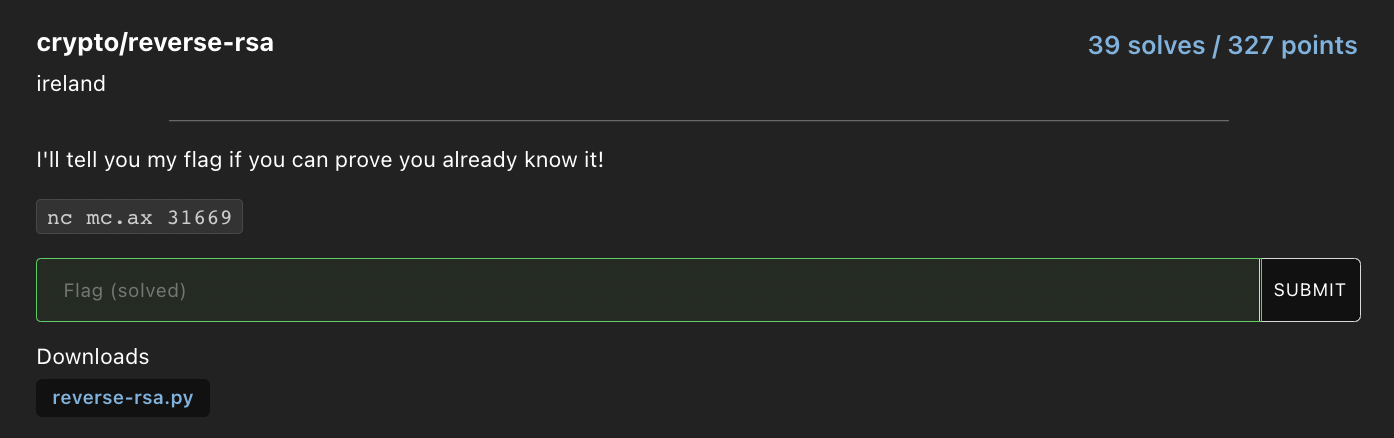 crypto/reverse-rsa
39 solves / 327 points
ireland
I'll tell you my flag if you can prove you already know it!
nc mc.ax 31669
Flag (solved)
SUBMIT
Downloads
reverse-rsa.py